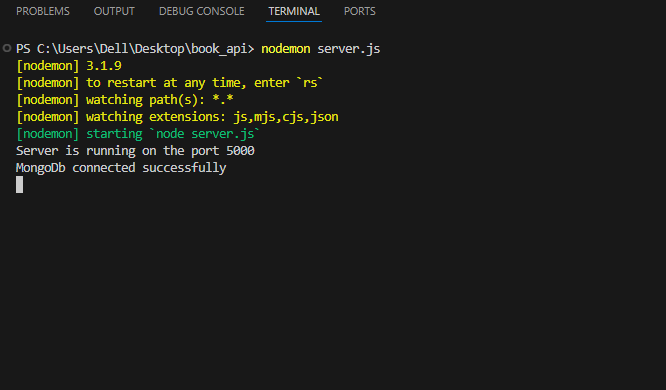 PROBLEMS OUTPUT DEBUG CONSOLE TERMINAL PORTS
PS C:\Users\Dell\Desktop\book_api> nodemon server.js
[nodemon] 3.1.9
[nodemon] to restart at any time, enter `rs`
[nodemon] watching path(s): *.*
[nodemon] watching extensions: js,mjs,cjs,json
[nodemon] starting `node server.js`
Server is running on the port 5000
MongoDb connected successfully